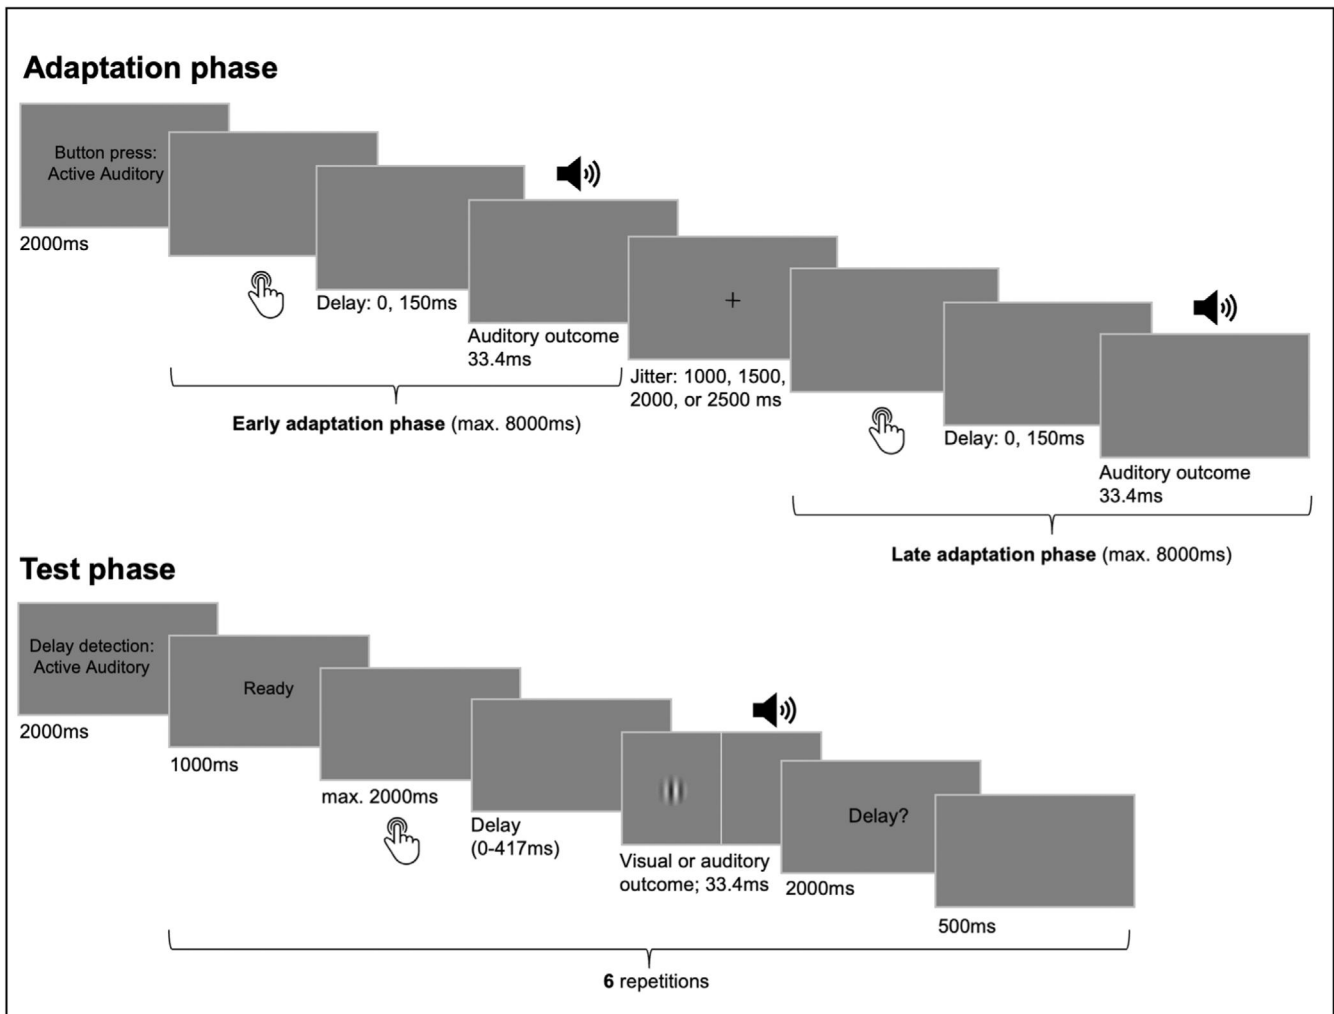 Adaptation phase
Button press:
Active Auditory
2000ms
Delay: 0, 150ms
Auditory outcome
33.4ms
Early adaptation phase (max. 8000ms)
Jitter: 1000, 1500,
2000, or 2500 ms
Delay: 0, 150ms
Auditory outcome
33.4ms
Late adaptation phase (max. 8000ms)
Test phase
Delay detection:
Active Auditory
2000ms
Ready
1000ms
max. 2000ms
Delay
(0-417ms)
Visual or auditory
outcome; 33.4ms
Delay?
2000ms
500ms
6 repetitions